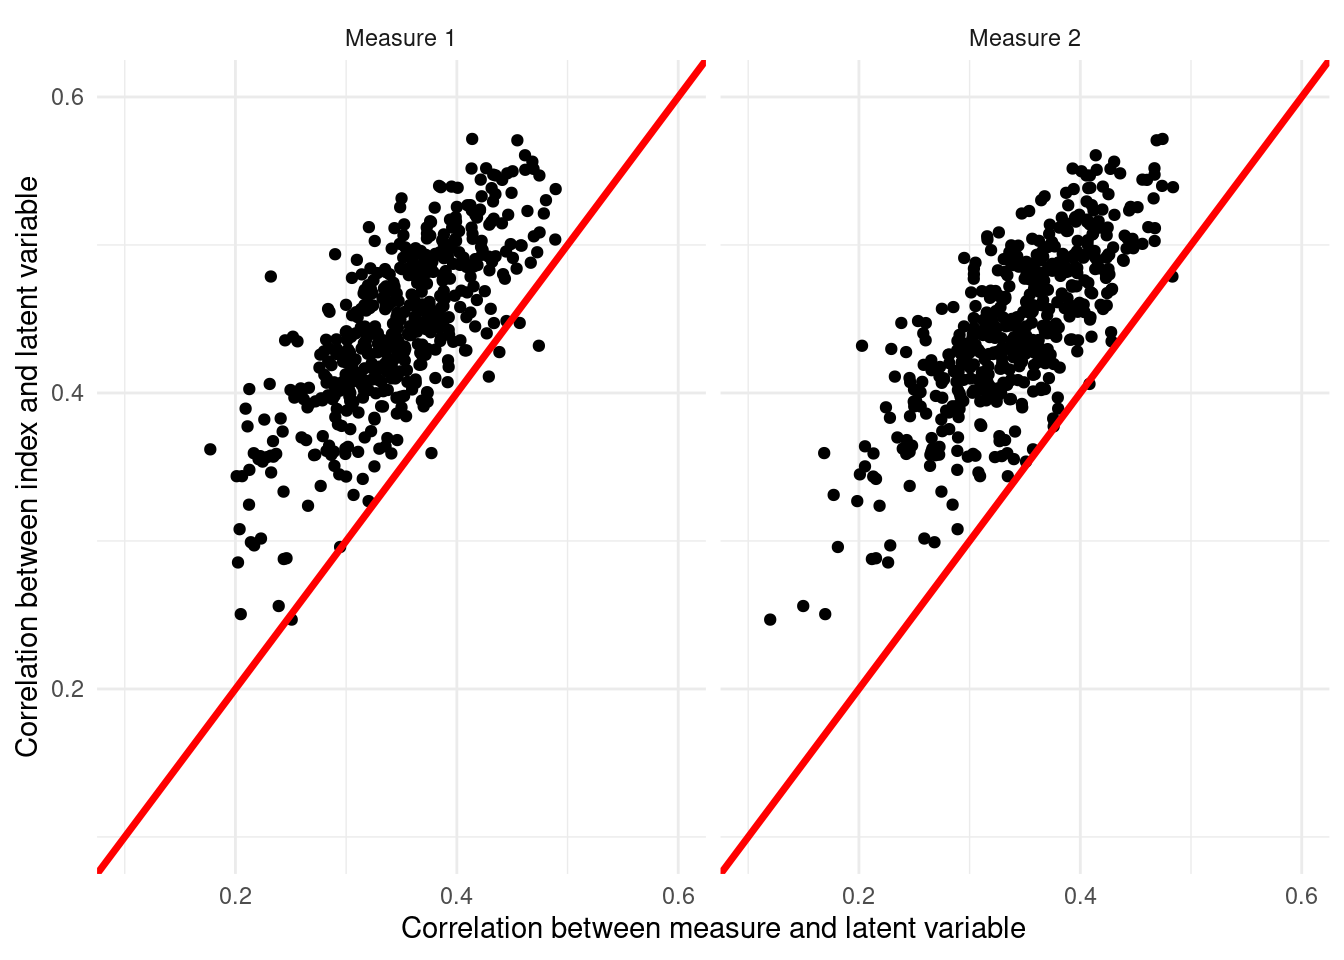 Measure 1
Measure 2
Correlation between index and latent variable
0.6
0.4
0.2
0.2
0.4
0.6
0.2
0.4
0.6
Correlation between measure and latent variable